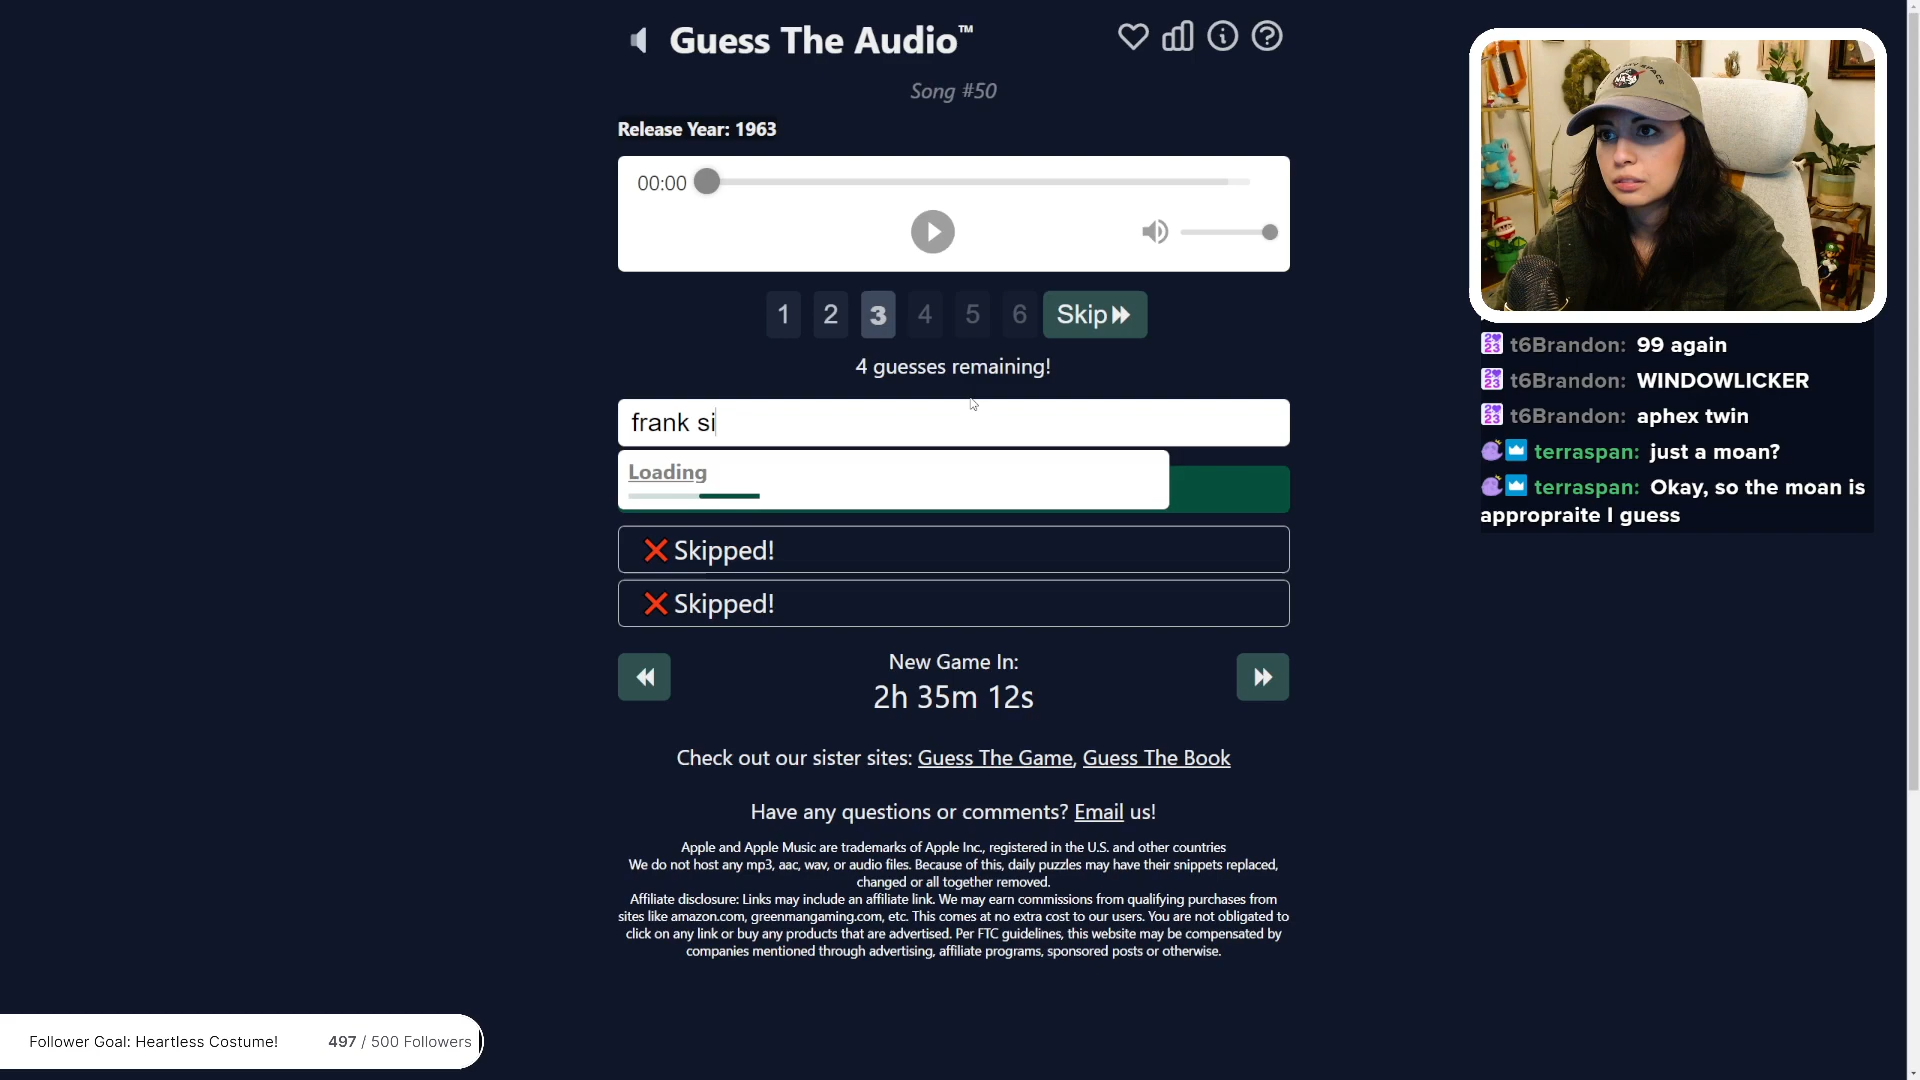 Guess The Audio™
Song #50
Release Year: 1963
00:00
1 2 3 4 5 6 Skip
4 guesses remaining!
frank si
Loading
Skipped!
Skipped!
New Game In:
2h 35m 12s
Check out our sister sites: Guess The Game, Guess The Book
Have any questions or comments? Email us!
Apple and Apple Music are trademarks of Apple Inc., registered in the U.S. and other countries
We do not host any mp3, aac, wav, or audio files. Because of this, daily puzzles may have their snippets replaced,
changed or all together removed.
Affiliate disclosure: Links may include an affiliate link. We may earn commissions from qualifying purchases from
sites like amazon.com, greenmangaming.com, etc. This comes at no extra cost to our users. You are not obligated to
click on any link or buy any products that are advertised. Per FTC guidelines, this website may be compensated by
companies mentioned through advertising, affiliate programs, sponsored posts or otherwise.
NASA
t6Brandon: 99 again
t6Brandon: WINDOWLICKER
t6Brandon: aphex twin
terraspan: just a moan?
terraspan: Okay, so the moan is
appropraite I guess
Follower Goal: Heartless Costume! 497 / 500 Followers